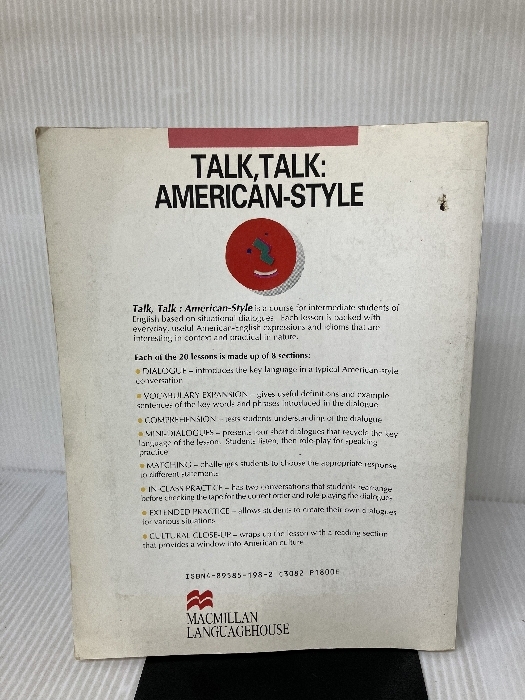 TALK, TALK:
AMERICAN-STYLE
Talk, Talk : American-Style is a course for intermediate students of
English based on situational dialogues. Each lesson is packed with
everyday, useful American-English expressions and idioms that are
interesting in context and practical in nature.
Each of the 20 lessons is made up of 8 sections:
● DIALOGUE – introduces the key language in a typical American-style
conversation
● VOCABULARY EXPANSION – gives useful definitions and example
sentences of the key words and phrases introduced in the dialogue
● COMPREHENSION – tests students understanding of the dialogue
● MINI-DIALOGUES – presents four short dialogues that recycle the key
language of the lesson. Students listen, then role play for speaking
practice
● MATCHING – challenges students to choose the appropriate response
to different statements
● IN-CLASS PRACTICE – has two conversations that students rearrange
before checking the tape for the correct order and role playing the dialogues
● EXTENDED PRACTICE – allows students to create their own dialogues
for various situations
● CULTURAL CLOSE-UP – wraps up the lesson with a reading section
that provides a window into American culture
ISBN4-89585-198-2 C3082 P1800E
MACMILLAN
LANGUAGEHOUSE